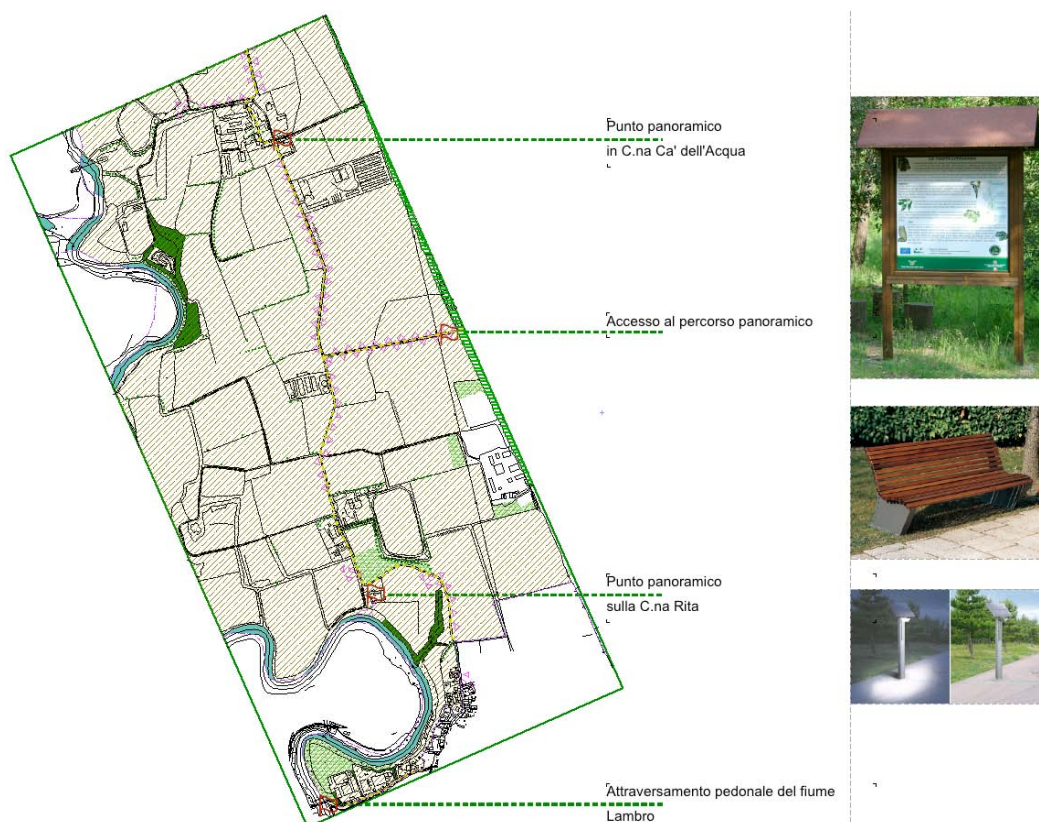 Punto panoramico
in C.na Ca' dell'Acqua
Accesso al percorso panoramico
Punto panoramico
sulla C.na Rita
Attraversamento pedonale del fiume
Lambro